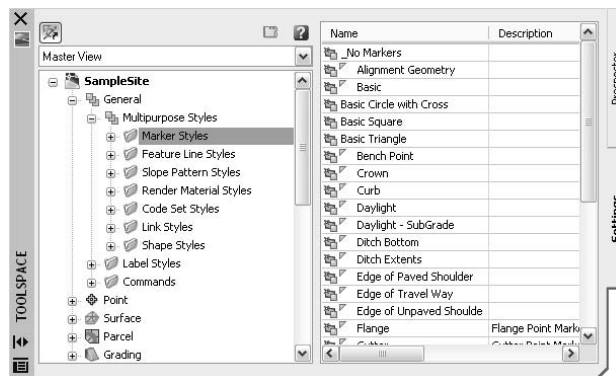 Master View
SampleSite
General
Multipurpose Styles
Marker Styles
Feature Line Styles
Slope Pattern Styles
Render Material Styles
Code Set Styles
Link Styles
Shape Styles
Label Styles
Commands
Point
Surface
Parcel
Grading
TOOLSPACE
Name Description
_No Markers
Alignment Geometry
Basic
Basic Circle with Cross
Basic Square
Basic Triangle
Bench Point
Crown
Curb
Daylight
Daylight - SubGrade
Ditch Bottom
Ditch Extents
Edge of Paved Shoulder
Edge of Travel Way
Edge of Unpaved Shoulde
Flange Flange Point Mark
Prospector
Settings